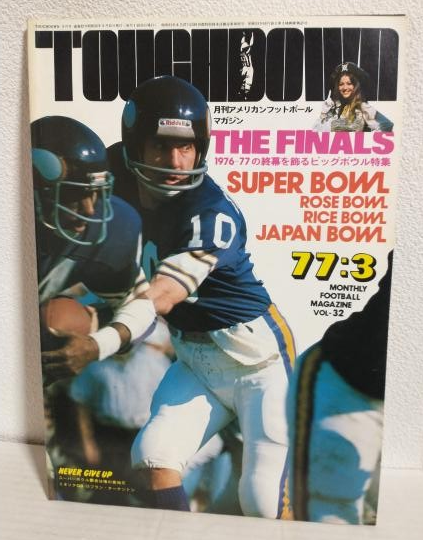 TOUCHDOWN
月刊アメリカンフットボール
マガジン
THE FINALS
1976-77の終幕を飾るビッグボウル特集
SUPER BOWL
ROSE BOWL
RICE BOWL
JAPAN BOWL
77:3
MONTHLY
FOOTBALL
MAGAZINE
VOL-32
Riddell
10
NEVER GIVE UP